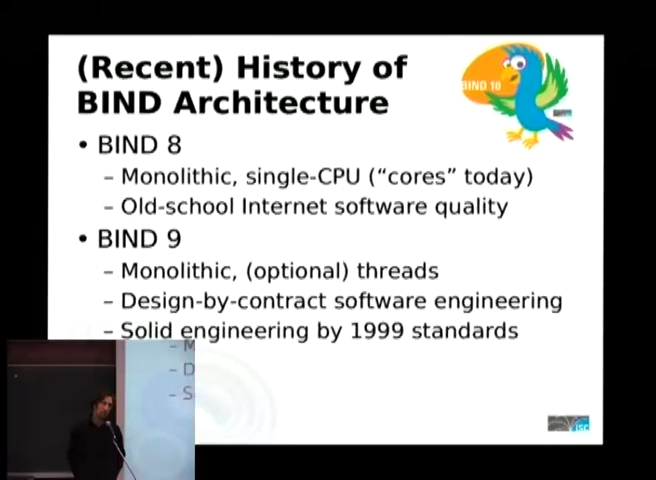 (Recent) History of
BIND Architecture
BIND 10
• BIND 8
– Monolithic, single-CPU (“cores” today)
– Old-school Internet software quality
• BIND 9
– Monolithic, (optional) threads
– Design-by-contract software engineering
– Solid engineering by 1999 standards
– M
– D
– S
ISC